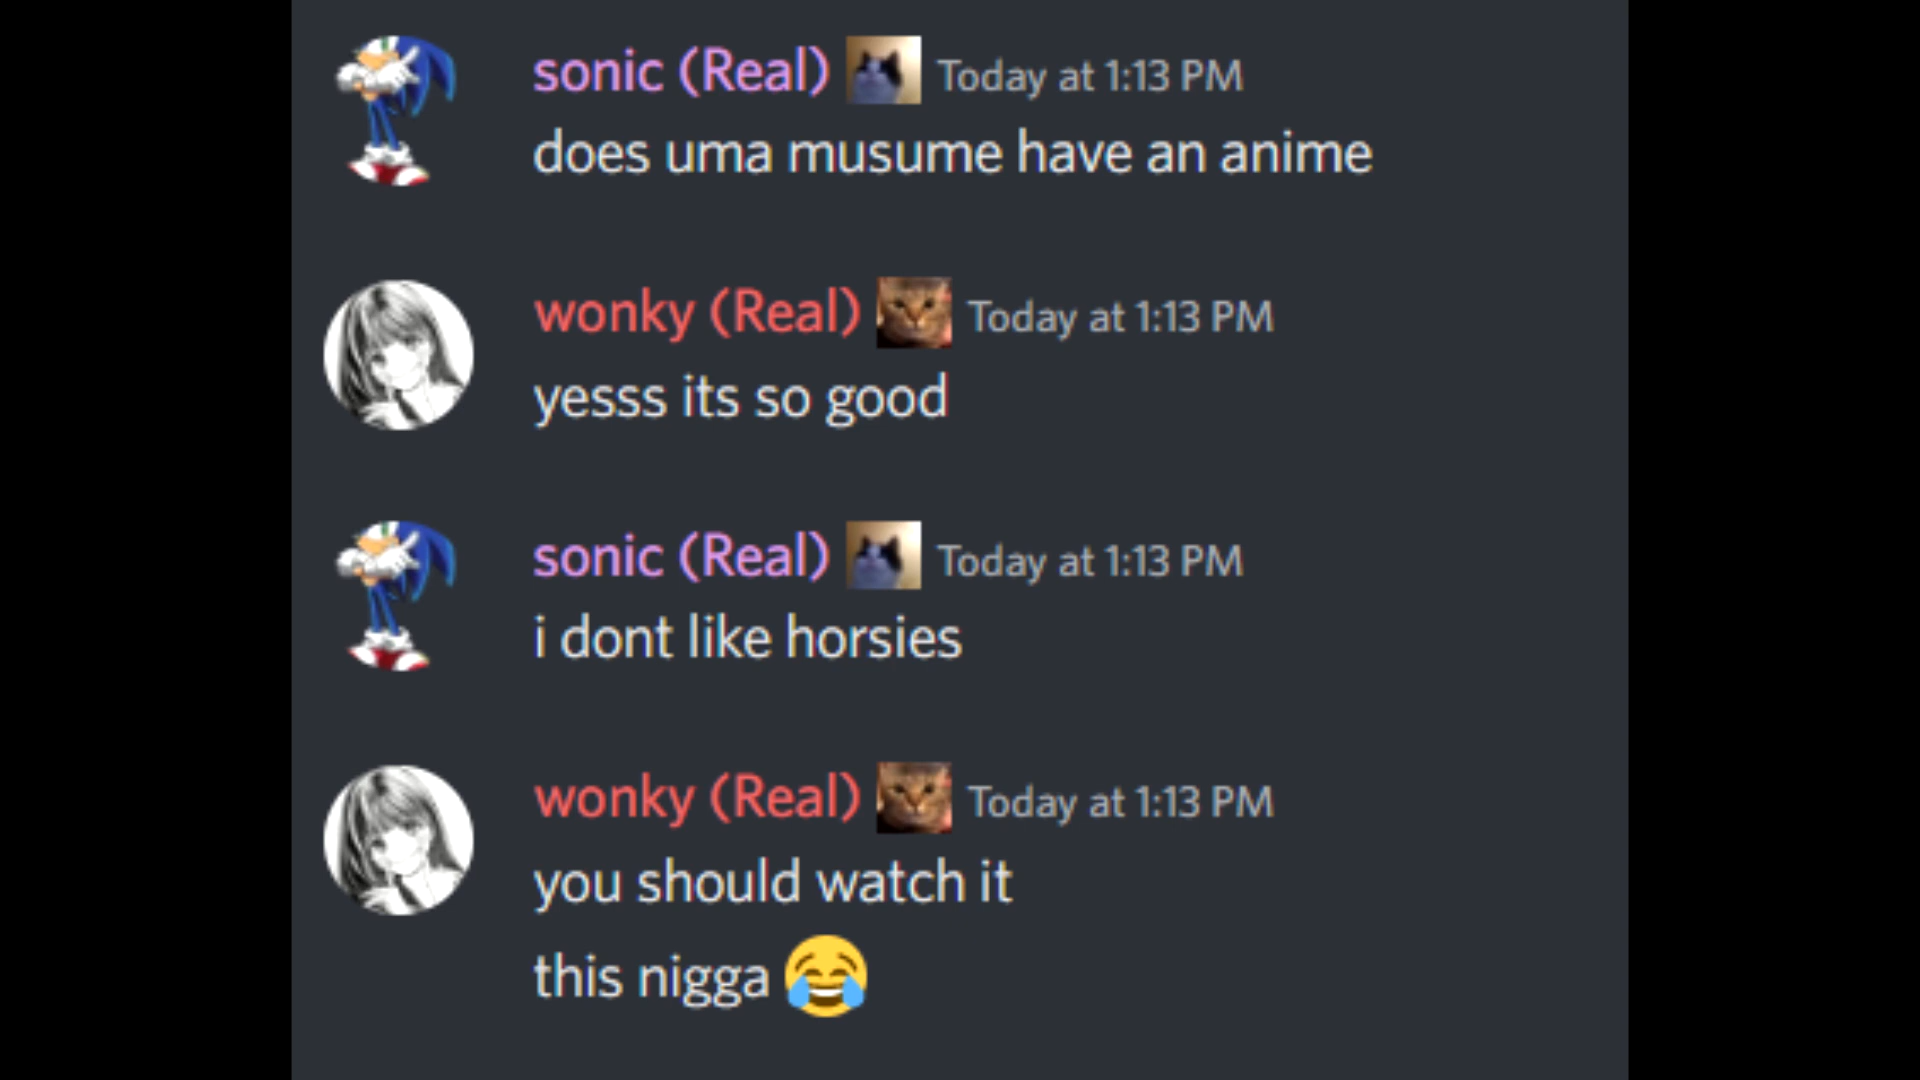 sonic (Real) Today at 1:13 PM
does uma musume have an anime
wonky (Real) Today at 1:13 PM
yesss its so good
sonic (Real) Today at 1:13 PM
i dont like horsies
wonky (Real) Today at 1:13 PM
you should watch it
this nigga 😂